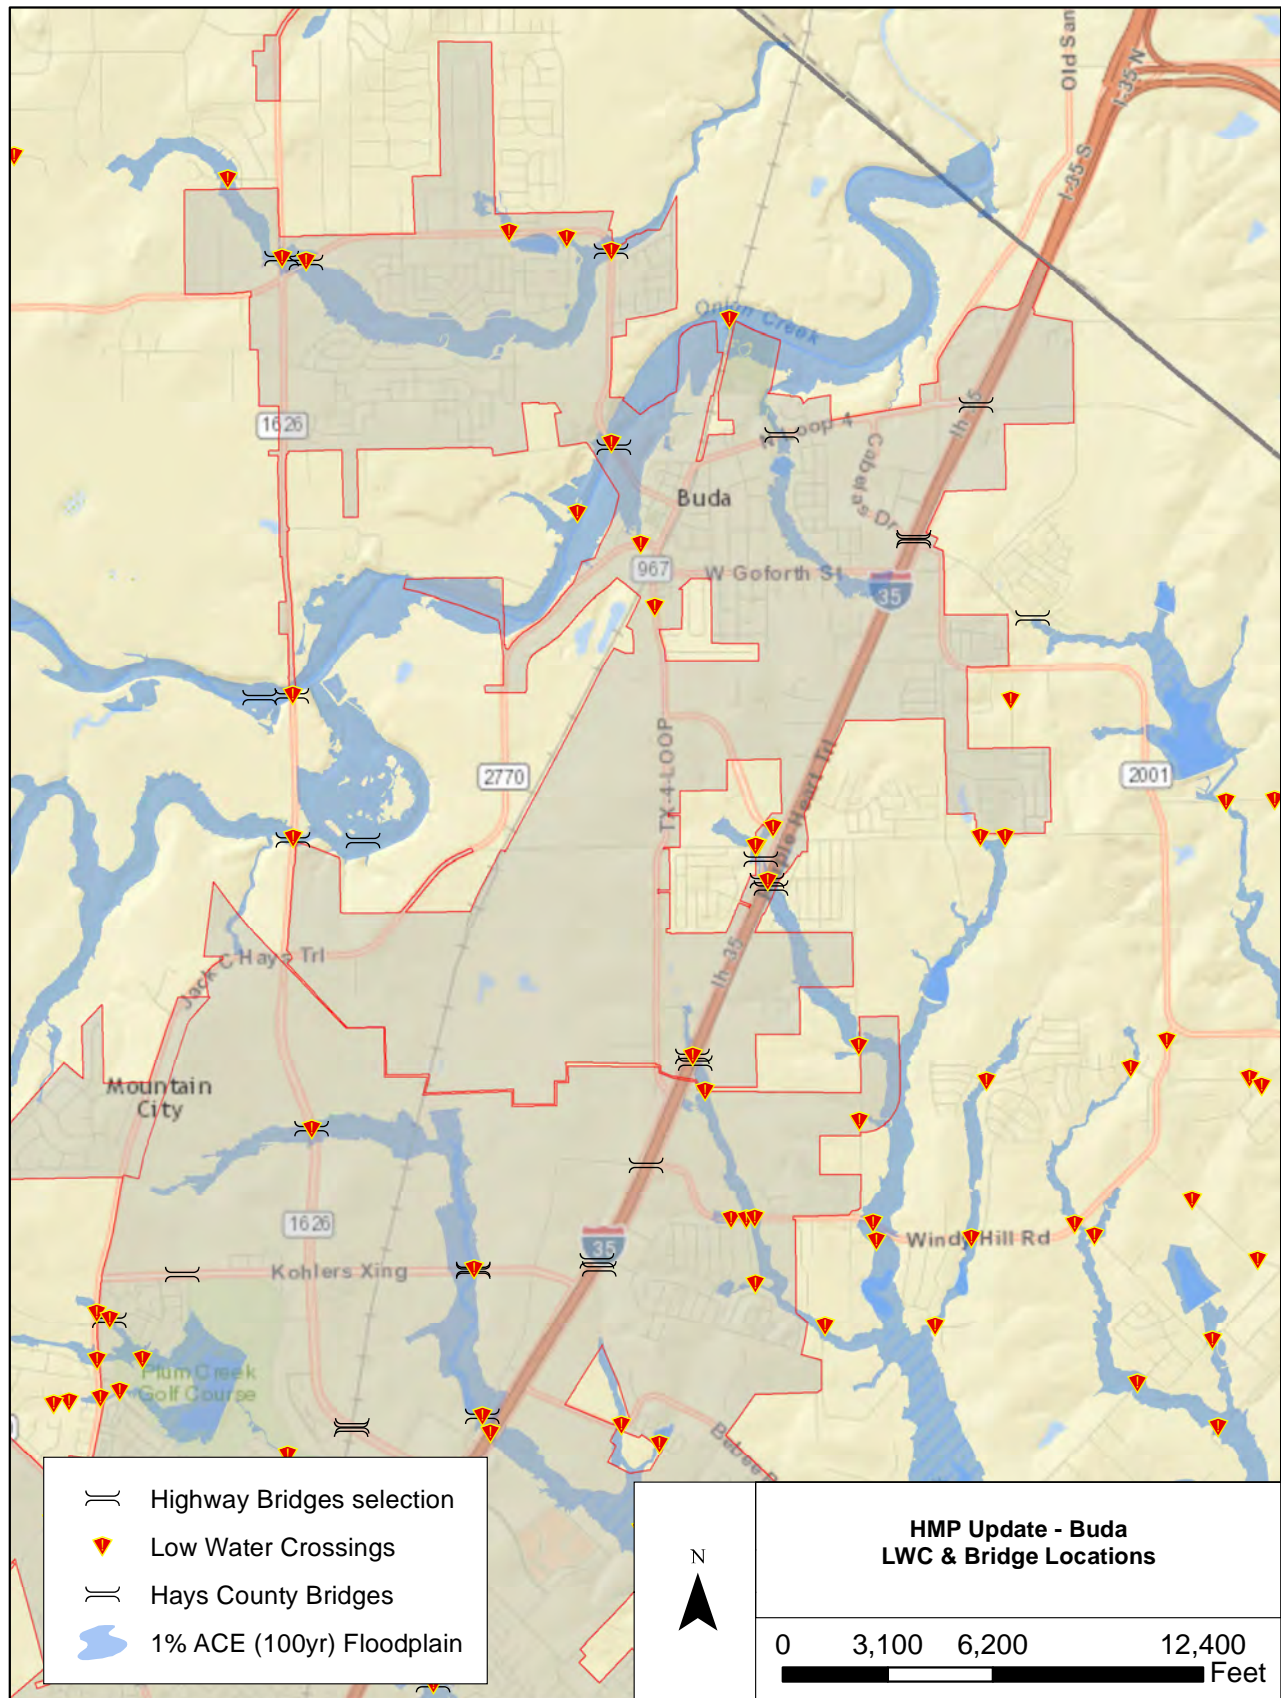 Old San
I-35 N
I-35 S
Onion Creek
1626
N Loop 4
Ih-35
Cabelas Dr
Buda
967
W Goforth St
35
2770
TX-4-LOOP
2001
Jack C Hays Trl
Ih-35
Mountain
City
1626
35
Windy Hill Rd
Kohlers Xing
Plum Creek
Golf Course
Bebee
Highway Bridges selection
Low Water Crossings
Hays County Bridges
1% ACE (100yr) Floodplain
N
HMP Update - Buda
LWC & Bridge Locations
0 3,100 6,200 12,400
Feet